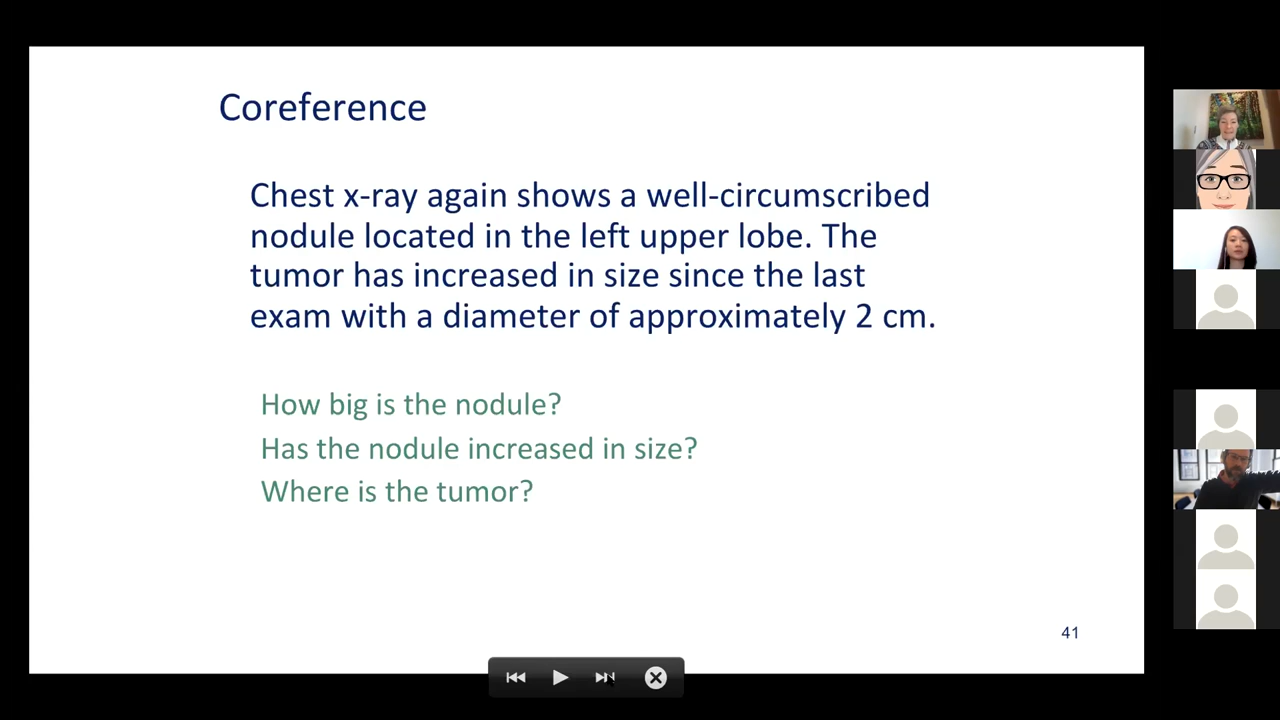 Coreference
Chest x-ray again shows a well-circumscribed
nodule located in the left upper lobe. The
tumor has increased in size since the last
exam with a diameter of approximately 2 cm.
How big is the nodule?
Has the nodule increased in size?
Where is the tumor?
41